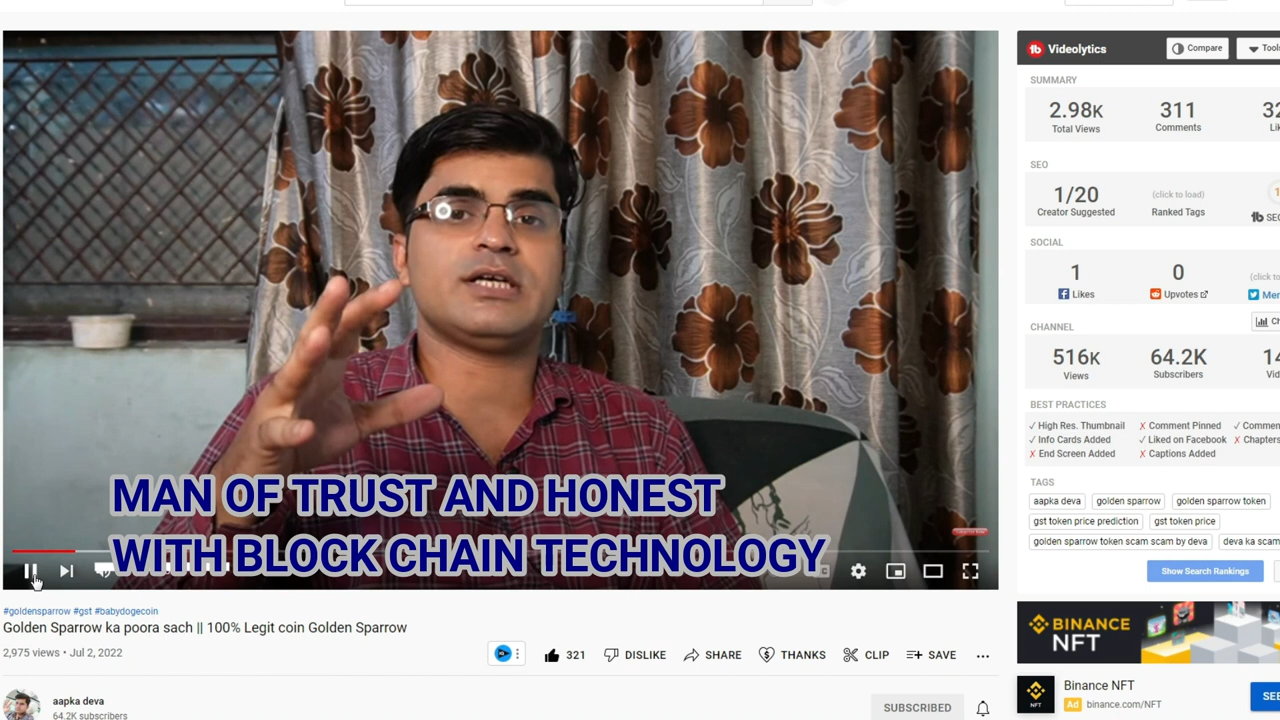 MAN OF TRUST AND HONEST
WITH BLOCK CHAIN TECHNOLOGY
#goldensparrow #gst #babydogecoin
Golden Sparrow ka poora sach || 100% Legit coin Golden Sparrow
2,975 views • Jul 2, 2022
321
DISLIKE
SHARE
THANKS
CLIP
SAVE
aapka deva
64.2K subscribers
SUBSCRIBED
Videolytics
Compare
SUMMARY
2.98K
311
Total Views
Comments
SEO
1/20
(click to load)
Creator Suggested
Ranked Tags
SOCIAL
1
0
Likes
Upvotes
CHANNEL
516K
64.2K
Views
Subscribers
BEST PRACTICES
✓ High Res. Thumbnail
✗ Comment Pinned
✓ Info Cards Added
✓ Liked on Facebook
✗ Chapters
✗ End Screen Added
✗ Captions Added
TAGS
aapka deva
golden sparrow
golden sparrow token
gst token price prediction
gst token price
golden sparrow token scam scam by deva
deva ka scam
Show Search Rankings
BINANCE
NFT
Binance NFT
Ad binance.com/NFT